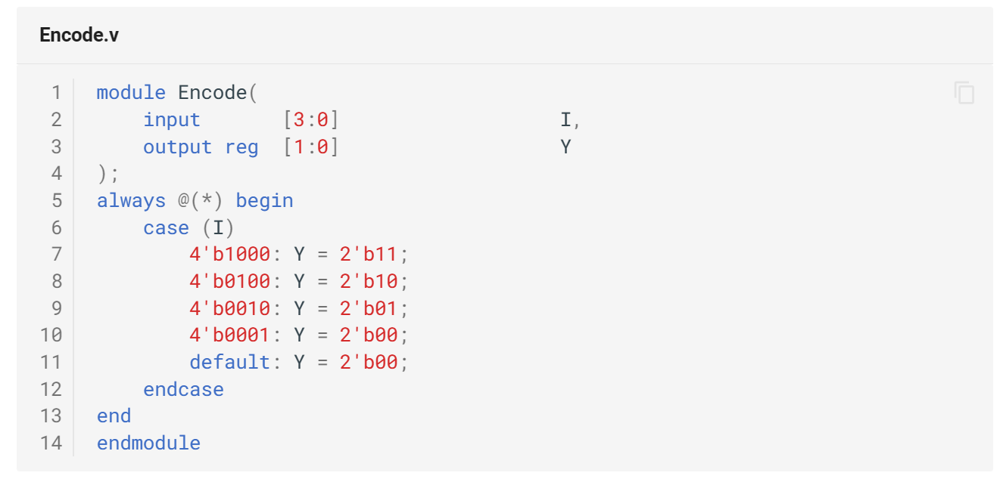 Encode.v
1 module Encode(
2     input       [3:0]                   I,
3     output reg  [1:0]                   Y
4 );
5 always @(*) begin
6     case (I)
7         4'b1000: Y = 2'b11;
8         4'b0100: Y = 2'b10;
9         4'b0010: Y = 2'b01;
10         4'b0001: Y = 2'b00;
11         default: Y = 2'b00;
12     endcase
13 end
14 endmodule